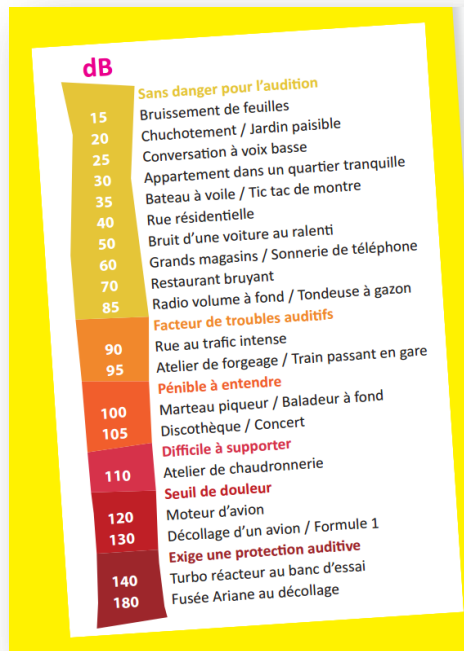 dB
Sans danger pour l'audition
15 Bruissement de feuilles
20 Chuchotement / Jardin paisible
25 Conversation à voix basse
30 Appartement dans un quartier tranquille
35 Bateau à voile / Tic tac de montre
40 Rue résidentielle
50 Bruit d'une voiture au ralenti
60 Grands magasins / Sonnerie de téléphone
70 Restaurant bruyant
85 Radio volume à fond / Tondeuse à gazon
Facteur de troubles auditifs
90 Rue au trafic intense
95 Atelier de forgeage / Train passant en gare
Pénible à entendre
100 Marteau piqueur / Baladeur à fond
105 Discothèque / Concert
Difficile à supporter
110 Atelier de chaudronnerie
Seuil de douleur
120 Moteur d'avion
130 Décollage d'un avion / Formule 1
Exige une protection auditive
140 Turbo réacteur au banc d'essai
180 Fusée Ariane au décollage